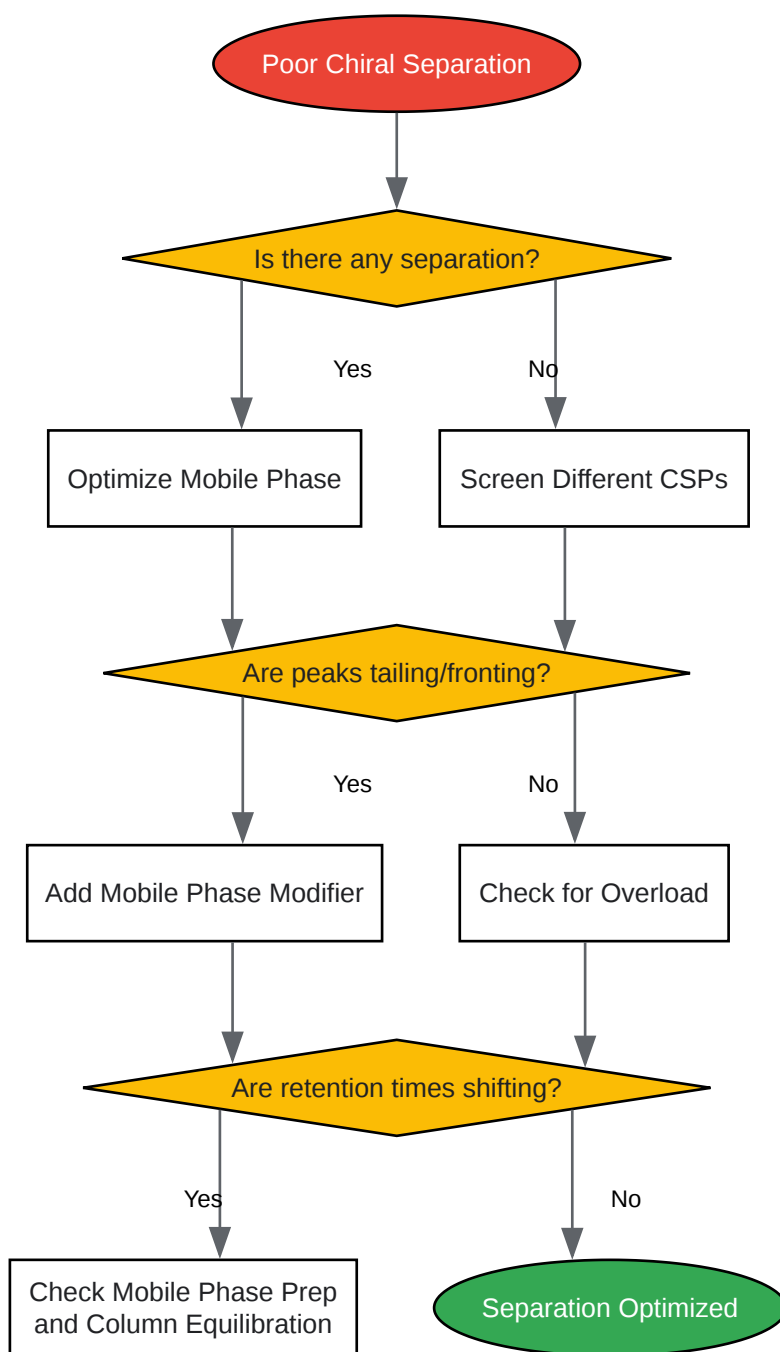 Poor Chiral Separation
Is there any separation?
Yes
No
Optimize Mobile Phase
Screen Different CSPs
Are peaks tailing/fronting?
Yes
No
Add Mobile Phase Modifier
Check for Overload
Are retention times shifting?
Yes
No
Check Mobile Phase Prep
and Column Equilibration
Separation Optimized